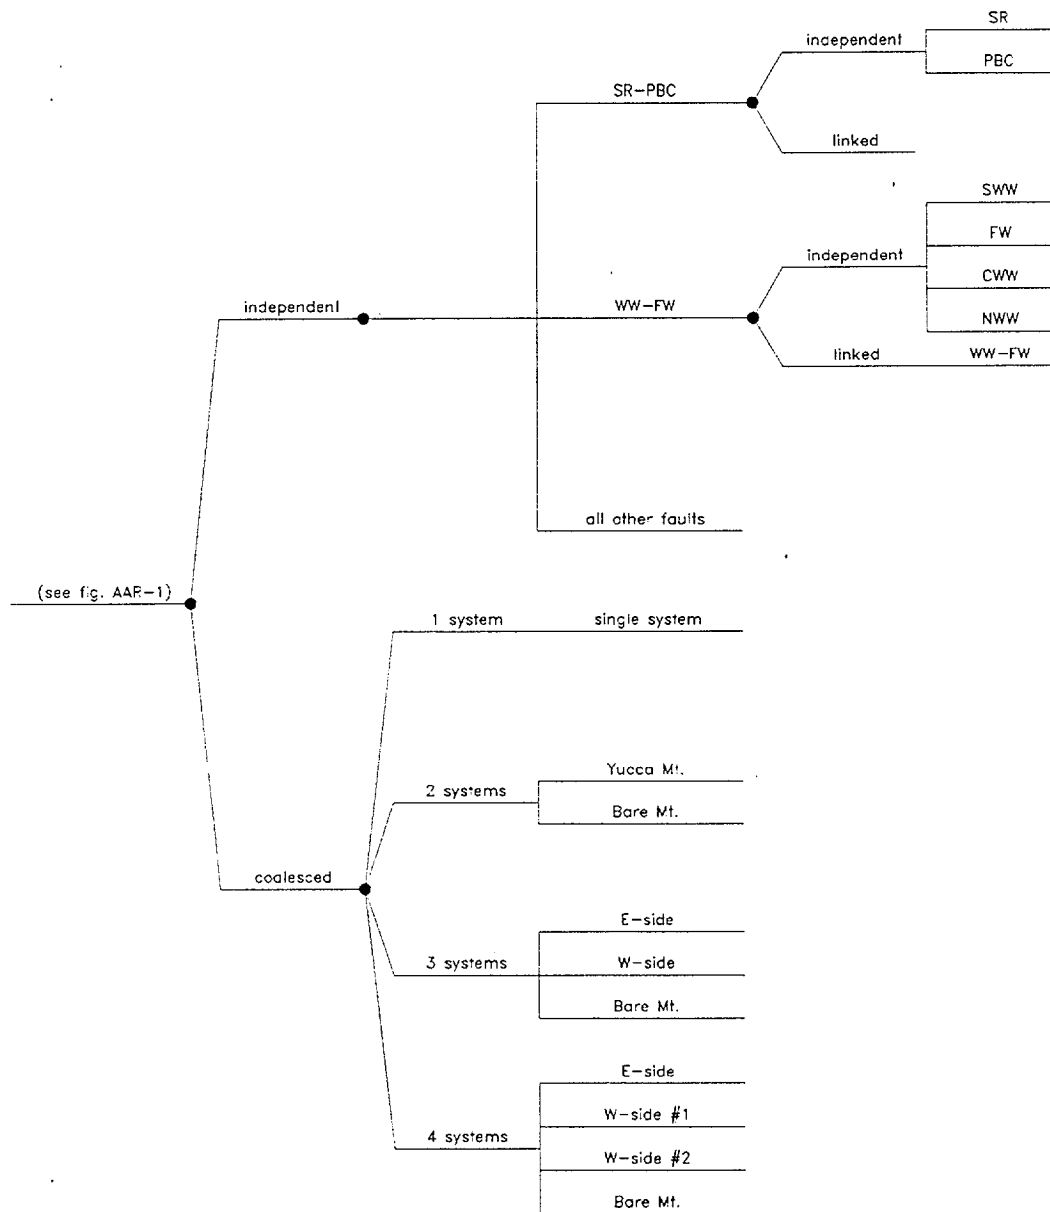 SR
independent
PBC
SR-PBC
linked
SWW
FW
independent
CWW
independent
WW-FW
NWW
linked
WW-FW
all other faults
(see fig. AAR-1)
1 system
single system
Yucca Mt.
2 systems
Bare Mt.
coalesced
E-side
3 systems
W-side
Bare Mt.
E-side
W-side #1
4 systems
W-side #2
Bare Mt.